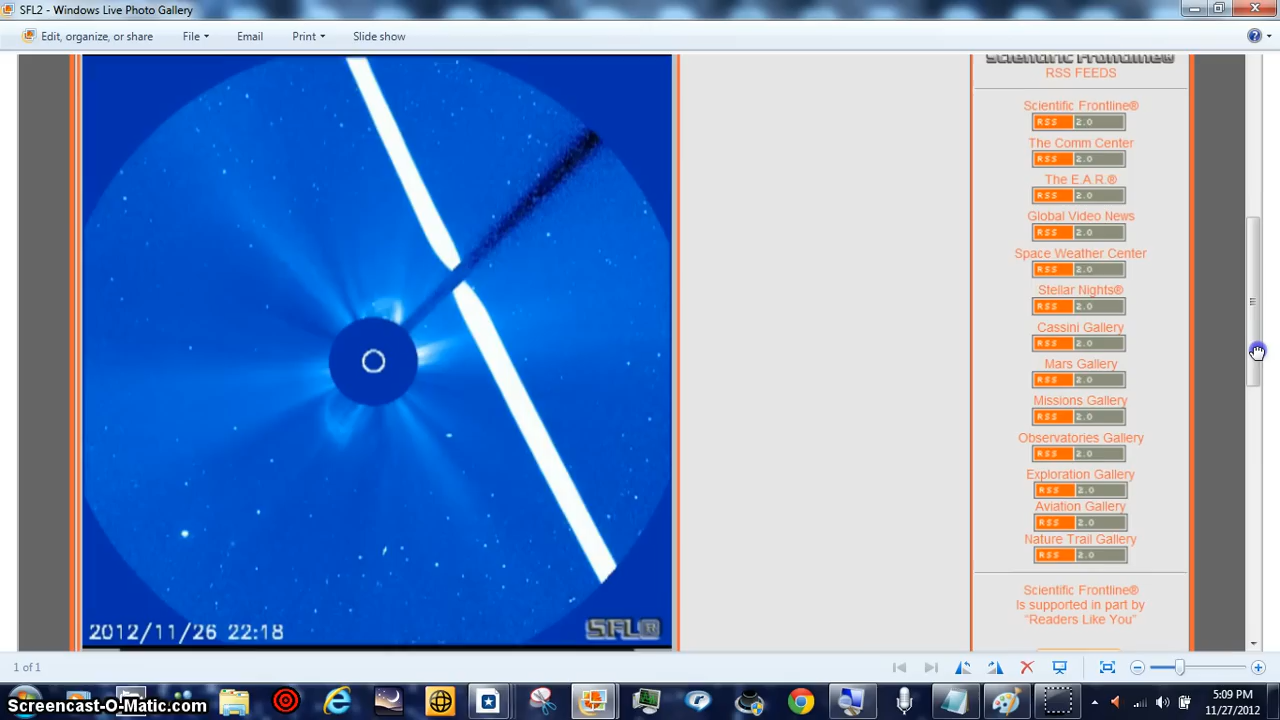 SFL2 - Windows Live Photo Gallery
Edit, organize, or share File Email Print Slide show
Scientific Frontline®
RSS FEEDS
Scientific Frontline®
RSS 2.0
The Comm Center
RSS 2.0
The E.A.R.®
RSS 2.0
Global Video News
RSS 2.0
Space Weather Center
RSS 2.0
Stellar Nights®
RSS 2.0
Cassini Gallery
RSS 2.0
Mars Gallery
RSS 2.0
Missions Gallery
RSS 2.0
Observatories Gallery
RSS 2.0
Exploration Gallery
RSS 2.0
Aviation Gallery
RSS 2.0
Nature Trail Gallery
RSS 2.0
Scientific Frontline®
Is supported in part by
“Readers Like You”
2012/11/26 22:18
SFL®
1 of 1
Screencast-O-Matic.com
5:09 PM
11/27/2012